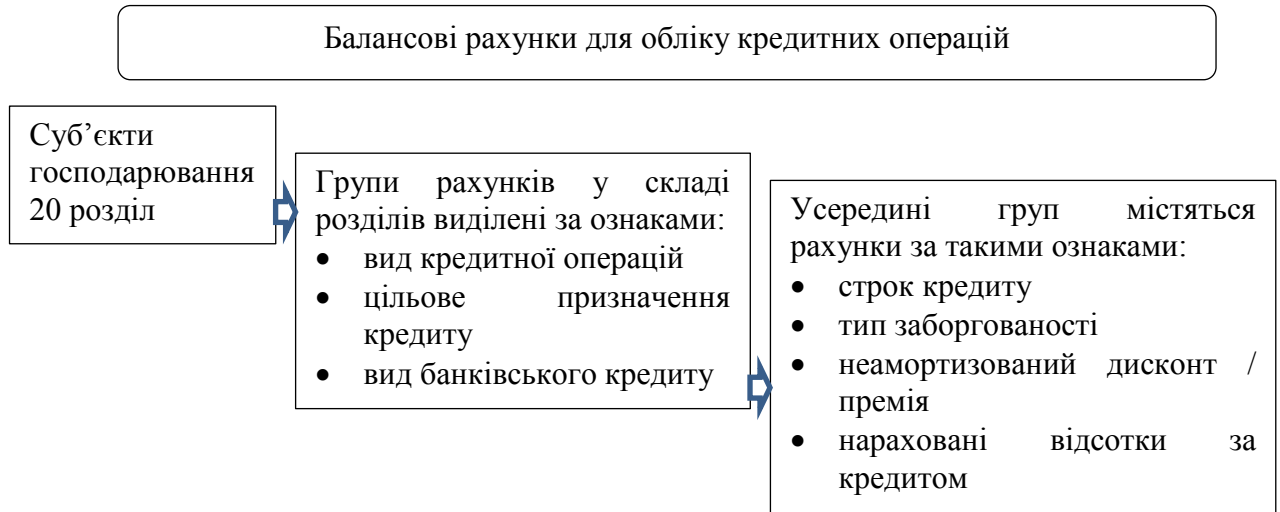 Балансові рахунки для обліку кредитних операцій
Суб’єкти
господарювання
20 розділ
Групи рахунків у складі
розділів виділені за ознаками:
• вид кредитної операцій
• цільове призначення
кредиту
• вид банківського кредиту
Усередині груп містяться
рахунки за такими ознаками:
• строк кредиту
• тип заборгованості
• неамортизований дисконт /
премія
• нараховані відсотки за
кредитом